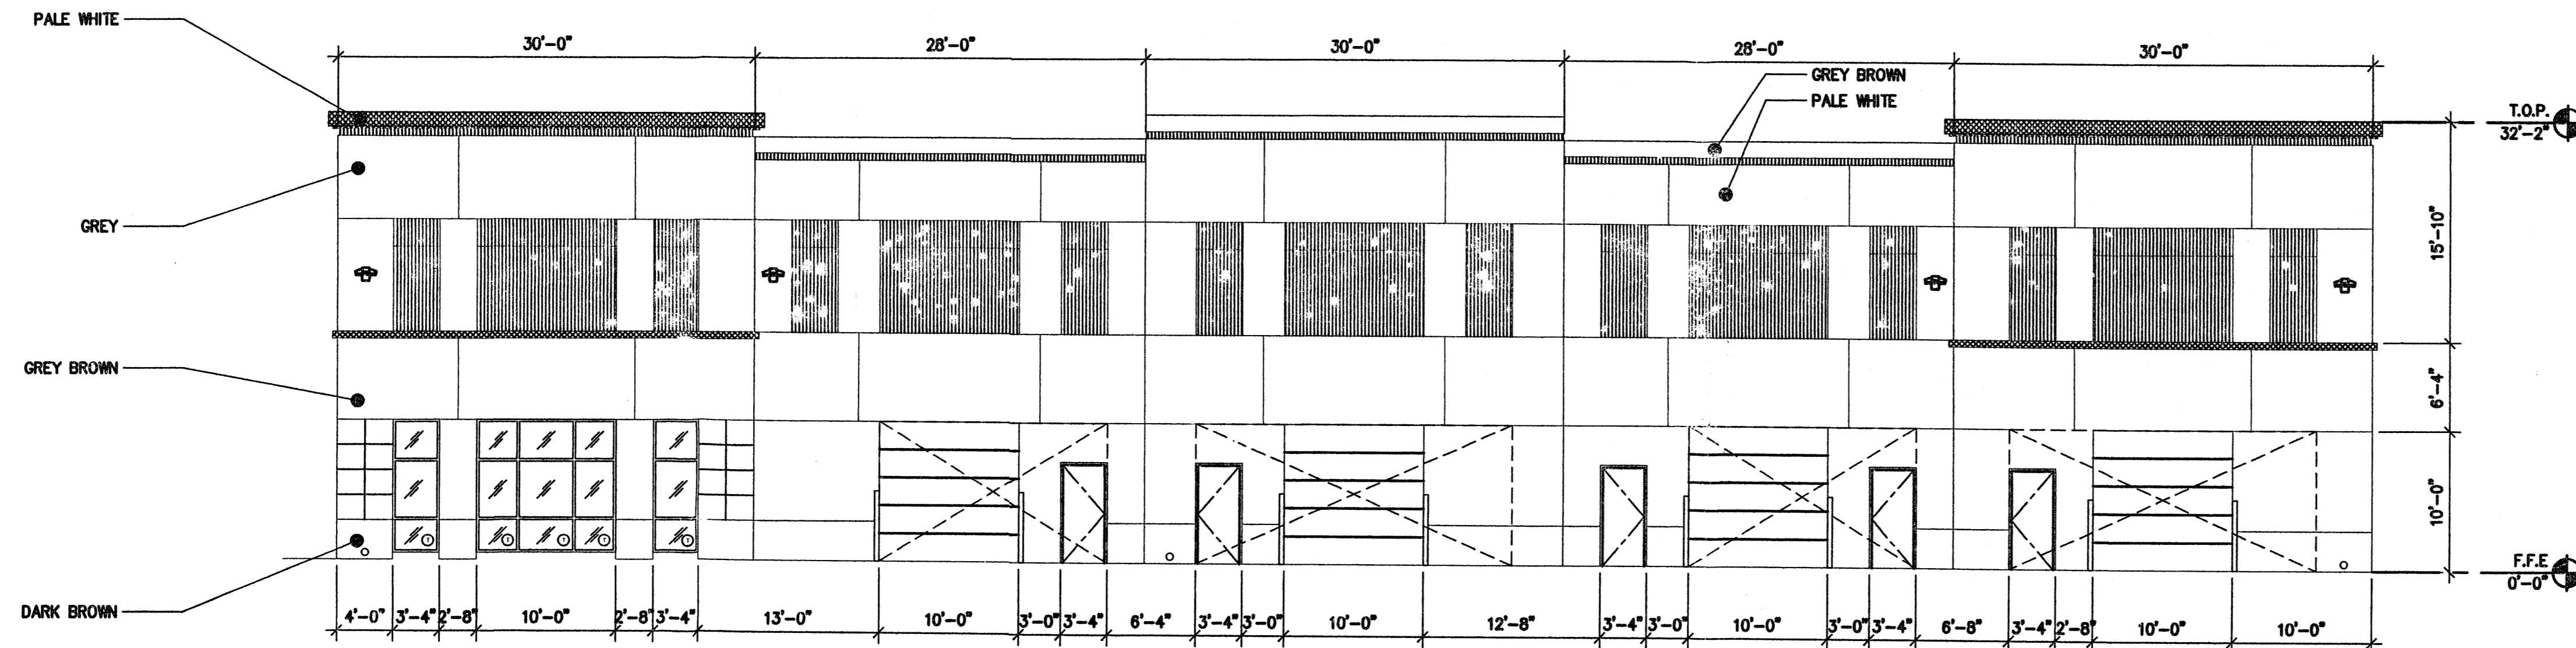 PALE WHITE
30'-0" 28'-0" 30'-0" 28'-0" 30'-0"
GREY BROWN
PALE WHITE
T.O.P.
32'-2"
GREY
15'-10"
GREY BROWN
6'-4"
T T T T T
10'-0"
F.F.E
0'-0"
DARK BROWN
4'-0" 3'-4" 2'-8" 10'-0" 2'-8" 3'-4" 13'-0" 10'-0" 3'-0" 3'-4" 6'-4" 3'-4" 3'-0" 10'-0" 12'-8" 3'-4" 3'-0" 10'-0" 3'-0" 3'-4" 6'-8" 3'-4" 2'-8" 10'-0" 10'-0"